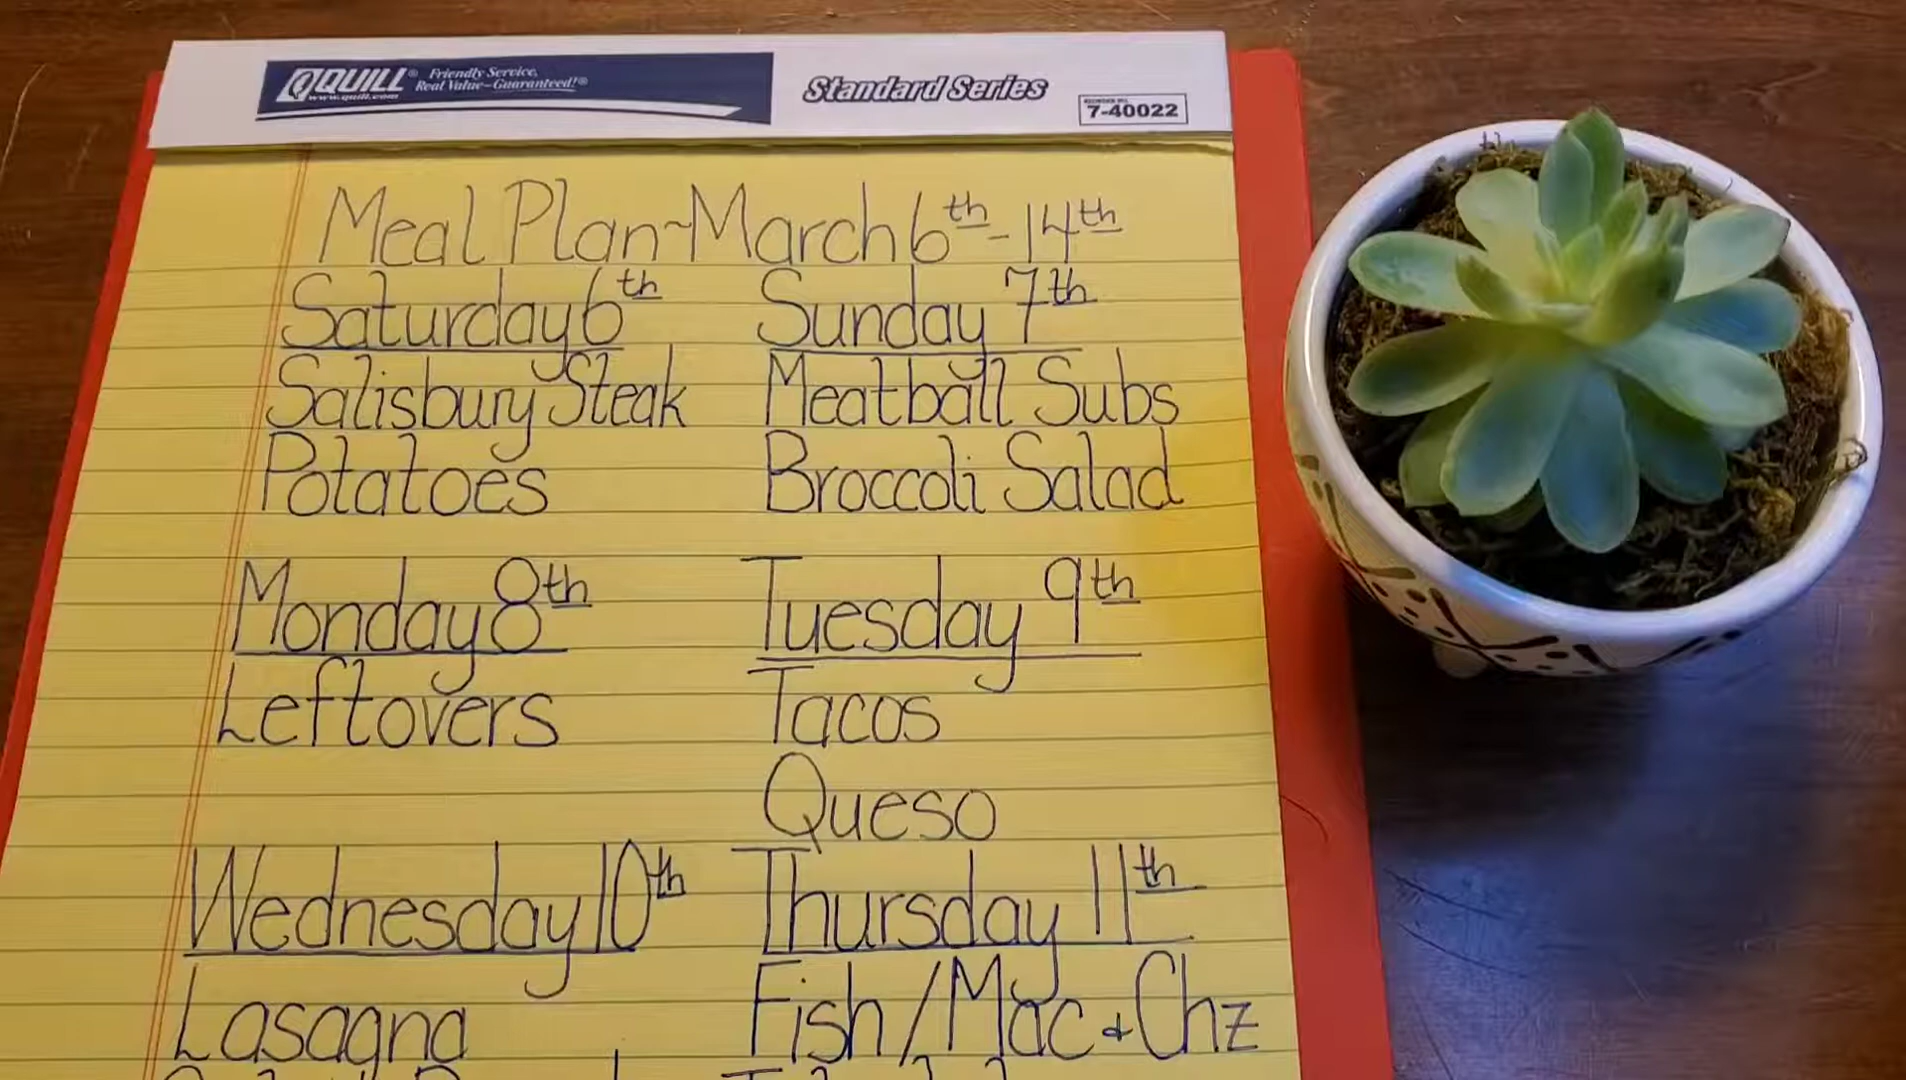 QUILL® Friendly Service,
www.quill.com Real Value–Guaranteed!®
Standard Series
7-40022
Meal Plan~March 6th-14th
Saturday 6th
Salisbury Steak
Potatoes
Sunday 7th
Meatball Subs
Broccoli Salad
Monday 8th
Leftovers
Tuesday 9th
Tacos
Queso
Wednesday 10th
Lasagna
Thursday 11th
Fish/Mac & Chz